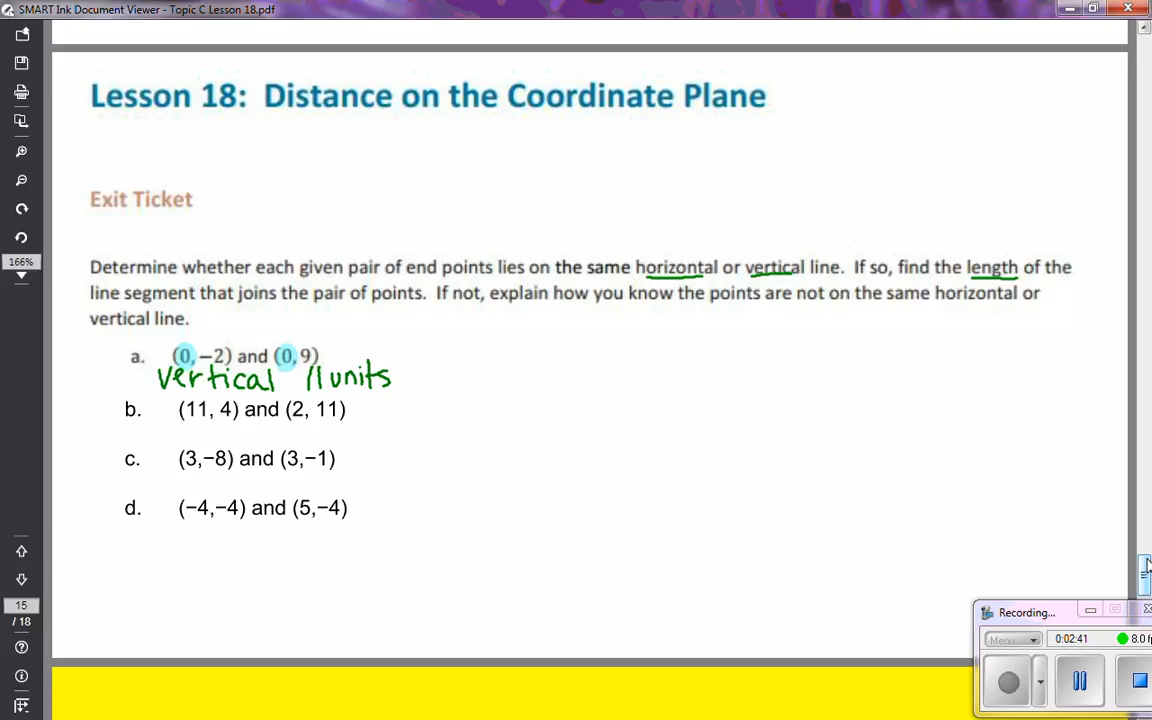 SMART Ink Document Viewer - Topic C Lesson 18.pdf
Lesson 18: Distance on the Coordinate Plane
Exit Ticket
Determine whether each given pair of end points lies on the same horizontal or vertical line. If so, find the length of the
line segment that joins the pair of points. If not, explain how you know the points are not on the same horizontal or
vertical line.
a. (0,−2) and (0,9)
vertical 11 units
b. (11, 4) and (2, 11)
c. (3,−8) and (3,−1)
d. (−4,−4) and (5,−4)
166%
15
/ 18
Recording...
Menu 0:02:41 8.0 f